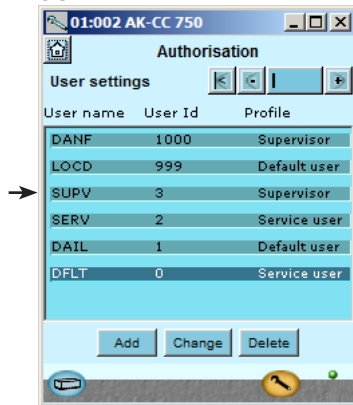 01:002 AK-CC 750
Authorisation
User settings
User name User Id Profile
DANF 1000 Supervisor
LOCD 999 Default user
SUPV 3 Supervisor
SERV 2 Service user
DAIL 1 Default user
DFLT 0 Service user
Add Change Delete